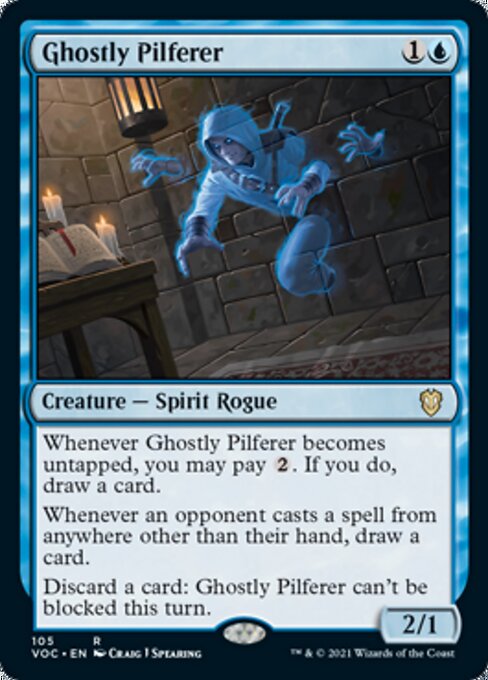 Ghostly Pilferer 1
Creature — Spirit Rogue
Whenever Ghostly Pilferer becomes
untapped, you may pay 2. If you do,
draw a card.
Whenever an opponent casts a spell from
anywhere other than their hand, draw a
card.
Discard a card: Ghostly Pilferer can't be
blocked this turn.
2/1
105 R
VOC • EN Craig J Spearing
™ & © 2021 Wizards of the Coast